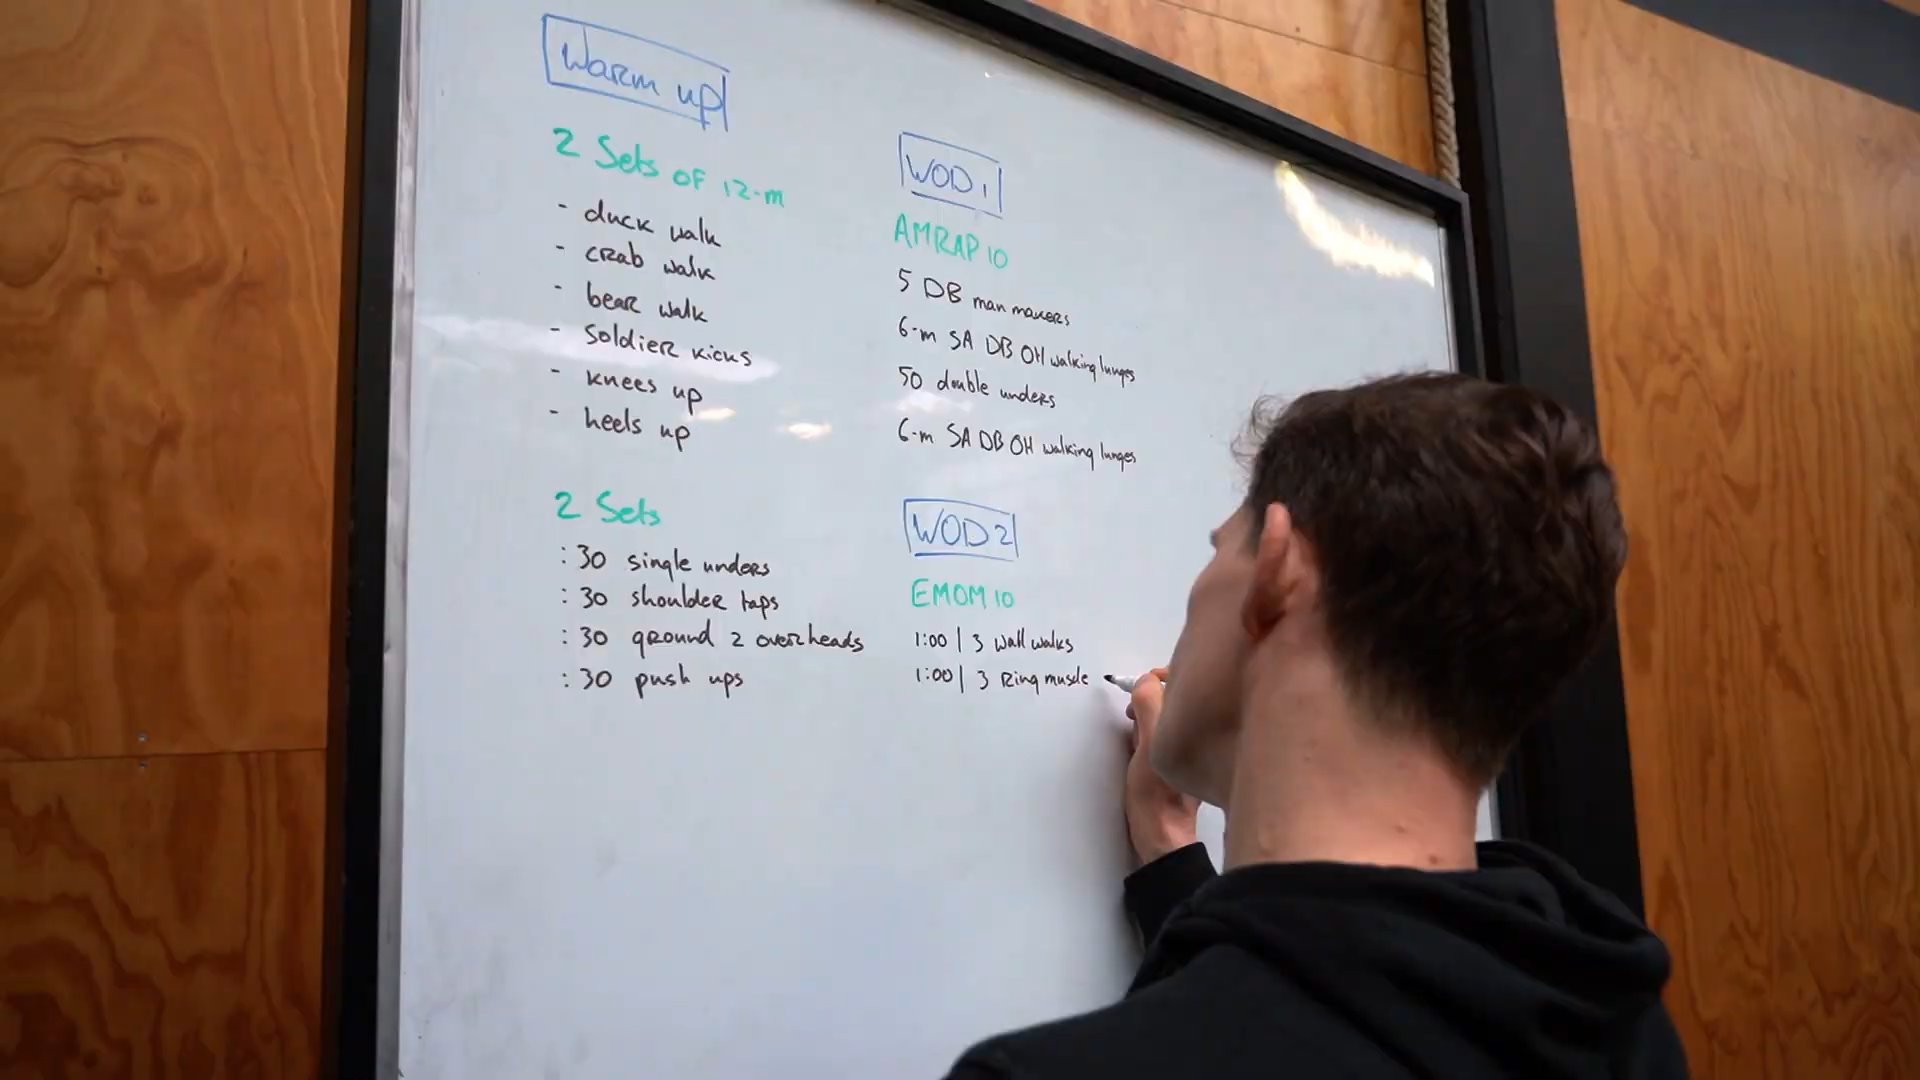 Warm up
2 Sets of 12-m
- duck walk
- crab walk
- bear walk
- soldier kicks
- knees up
- heels up
2 Sets
:30 single unders
:30 shoulder taps
:30 ground 2 overheads
:30 push ups
WOD 1
AMRAP 10
5 DB man makers
6-m SA DB OH walking lunges
50 double unders
6-m SA DB OH walking lunges
WOD 2
EMOM 10
1:00 | 3 wall walks
1:00 | 3 Ring muscle